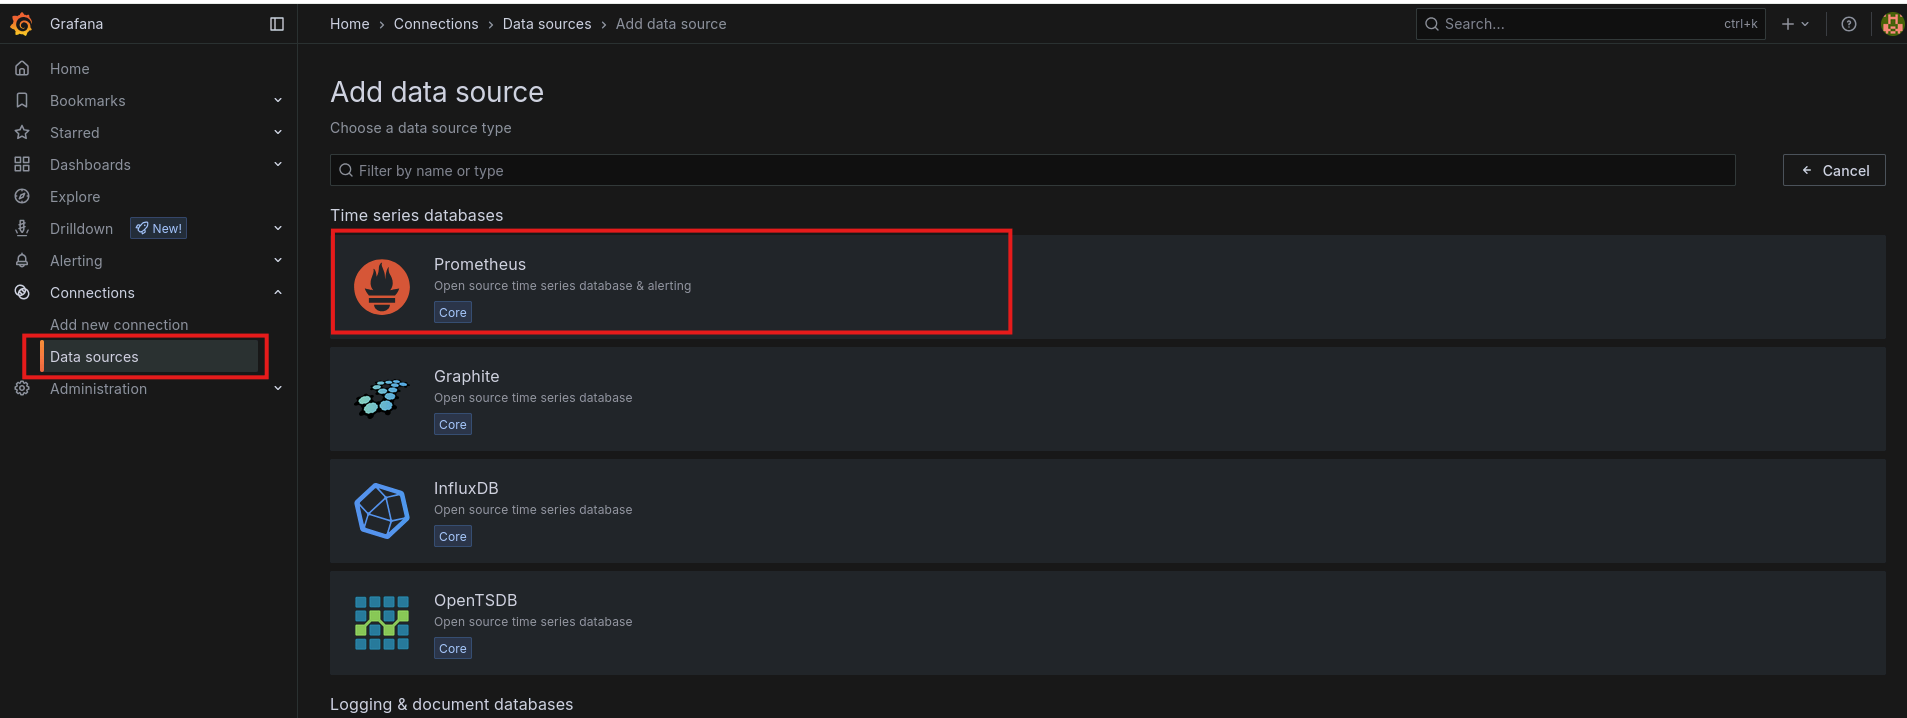 Grafana
Home › Connections › Data sources › Add data source
Search...
ctrl+k
Home
Bookmarks
Starred
Dashboards
Explore
Drilldown New!
Alerting
Connections
Add new connection
Data sources
Administration
Add data source
Choose a data source type
Filter by name or type
Cancel
Time series databases
Prometheus
Open source time series database & alerting
Core
Graphite
Open source time series database
Core
InfluxDB
Open source time series database
Core
OpenTSDB
Open source time series database
Core
Logging & document databases